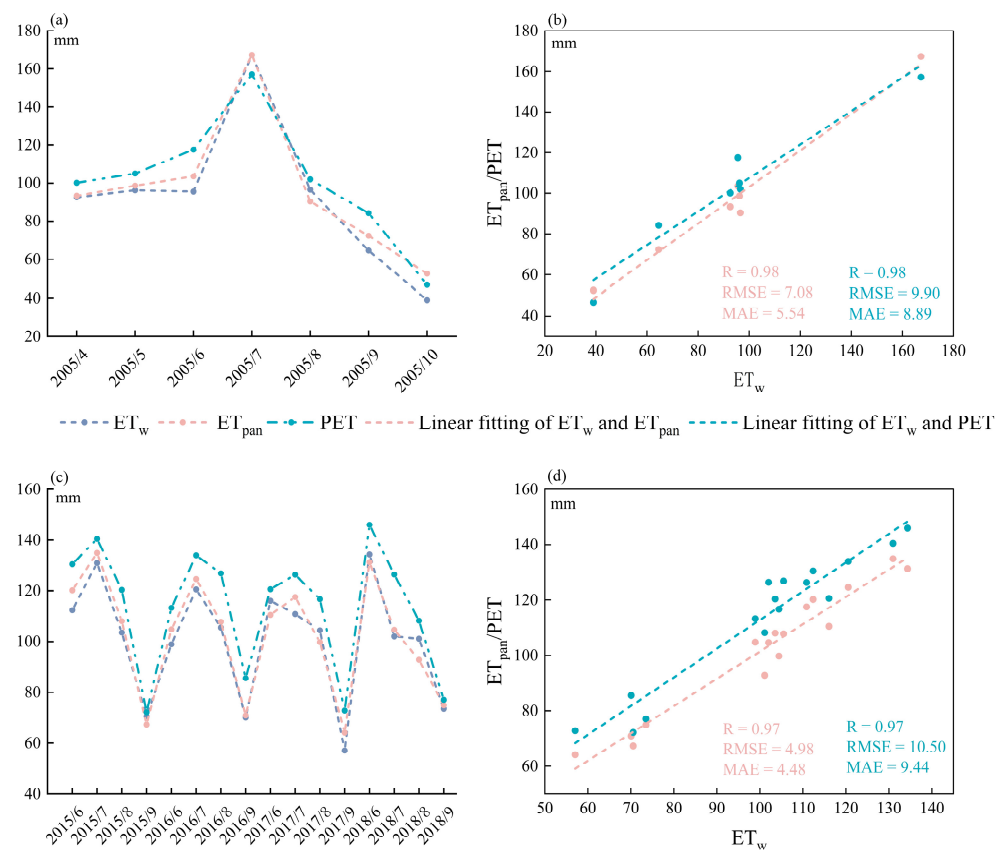 (a)
mm
180
160
140
120
100
80
60
40
20
2005/4
2005/5
2005/6
2005/7
2005/8
2005/9
2005/10
(b)
mm
180
160
140
120
100
80
60
40
ETpan/PET
R = 0.98
RMSE = 7.08
MAE = 5.54
R = 0.98
RMSE = 9.90
MAE = 8.89
20 40 60 80 100 120 140 160 180
ETw
ETw ETpan PET Linear fitting of ETw and ETpan Linear fitting of ETw and PET
(c)
mm
160
140
120
100
80
60
40
2015/6
2015/7
2015/8
2015/9
2016/6
2016/7
2016/8
2016/9
2017/6
2017/7
2017/8
2017/9
2018/6
2018/7
2018/8
2018/9
(d)
mm
160
140
120
100
80
60
ETpan/PET
R = 0.97
RMSE = 4.98
MAE = 4.48
R = 0.97
RMSE = 10.50
MAE = 9.44
50 60 70 80 90 100 110 120 130 140
ETw